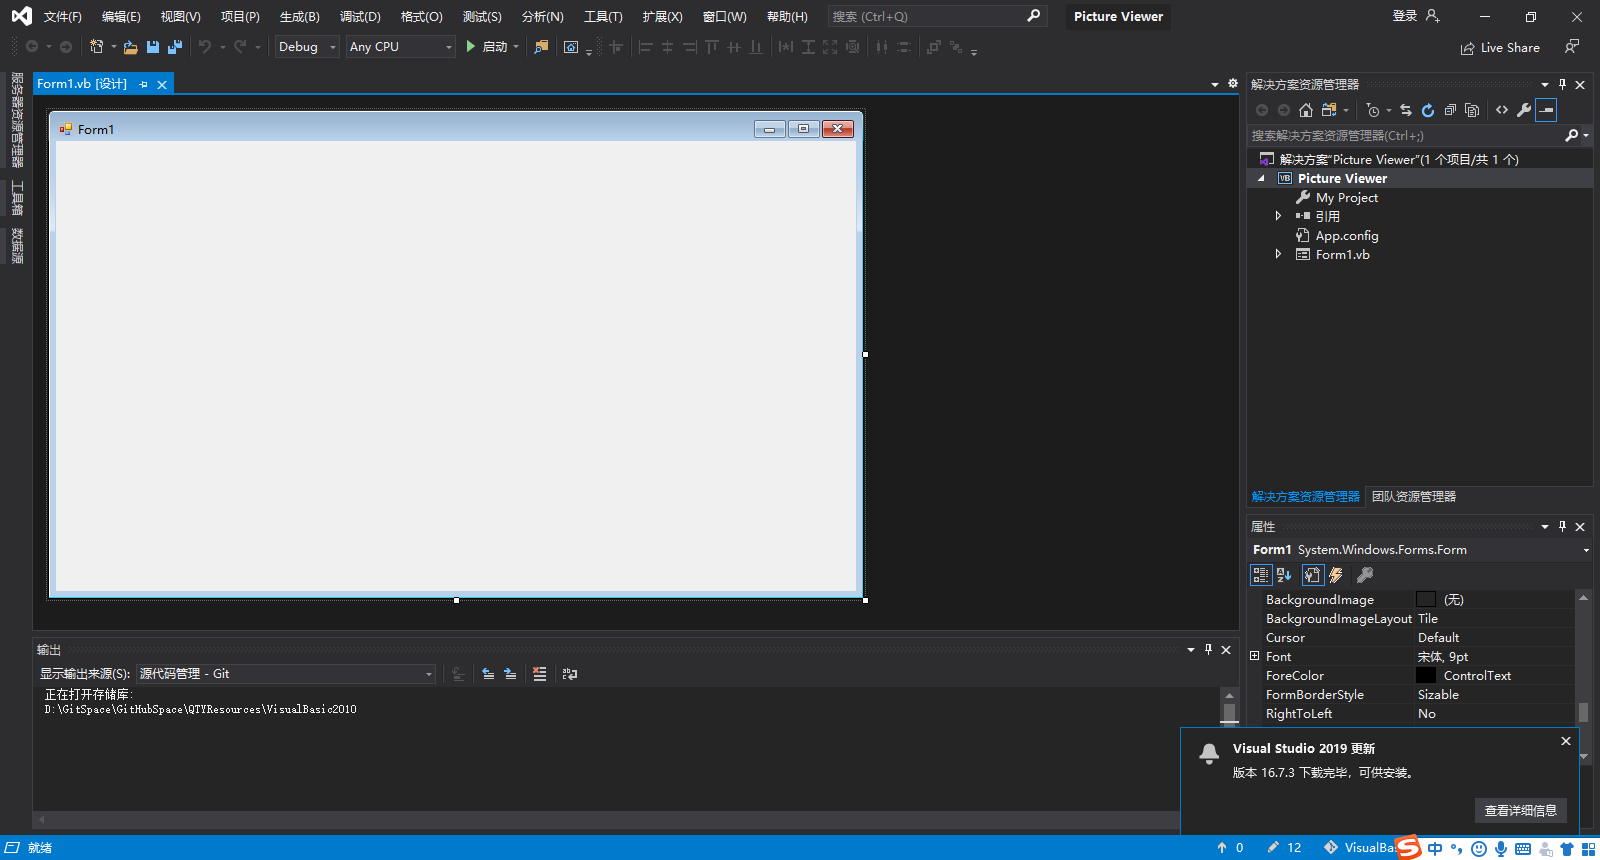 文件(F) 编辑(E) 视图(V) 项目(P) 生成(B) 调试(D) 格式(O) 测试(S) 分析(N) 工具(T) 扩展(X) 窗口(W) 帮助(H) 搜索 (Ctrl+Q) Picture Viewer 登录
Debug Any CPU 启动 Live Share
服务器资源管理器
工具箱
数据源
Form1.vb [设计]
Form1
解决方案资源管理器
搜索解决方案资源管理器(Ctrl+;)
解决方案"Picture Viewer"(1 个项目/共 1 个)
VB Picture Viewer
My Project
引用
App.config
Form1.vb
解决方案资源管理器 团队资源管理器
属性
Form1 System.Windows.Forms.Form
BackgroundImage (无)
BackgroundImageLayout Tile
Cursor Default
Font 宋体, 9pt
ForeColor ControlText
FormBorderStyle Sizable
RightToLeft No
输出
显示输出来源(S): 源代码管理 - Git
正在打开存储库:
D:\GitSpace\GitHubSpace\QTYResources\VisualBasic2010
Visual Studio 2019 更新
版本 16.7.3 下载完毕，可供安装。
查看详细信息
就绪 0 12 VisualBas 中